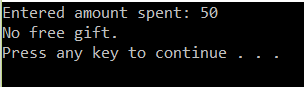 Entered amount spent: 50
No free gift.
Press any key to continue . . .